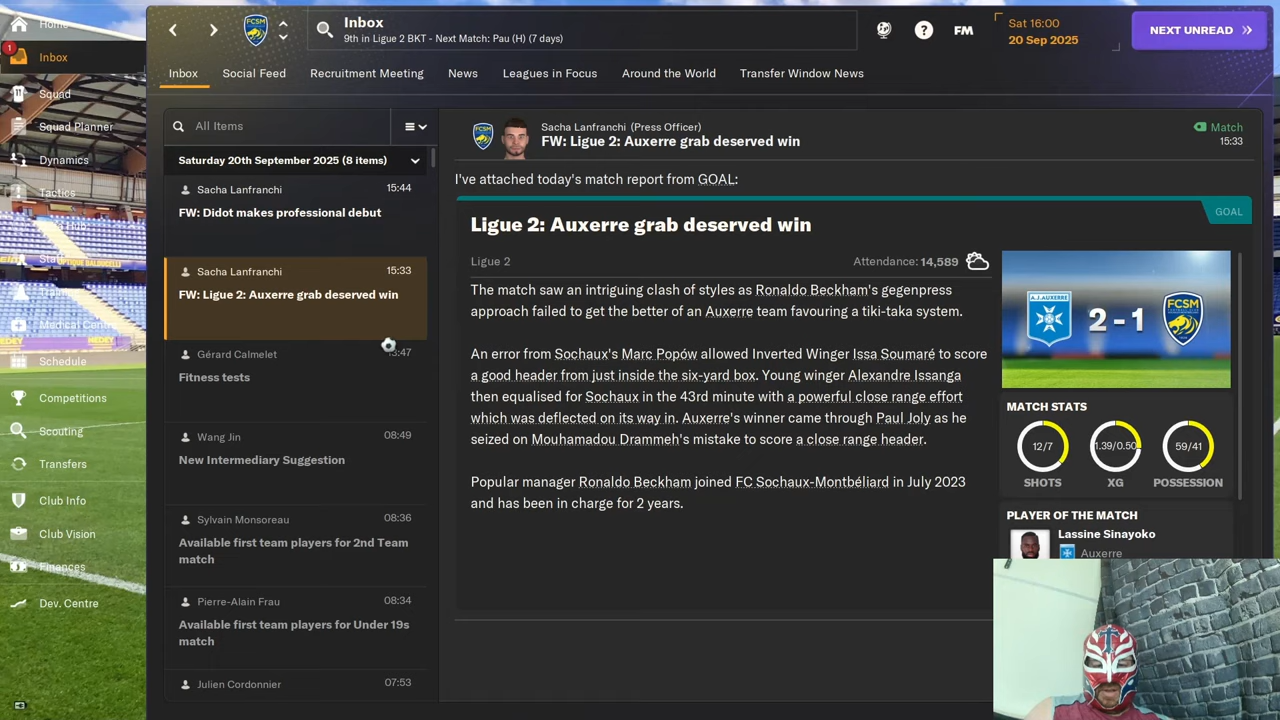 Home
1
Inbox
Squad
Squad Planner
Dynamics
Tactics
Medical Centre
Schedule
Competitions
Scouting
Transfers
Club Info
Club Vision
Finances
Dev. Centre
FCSM
Inbox
9th in Ligue 2 BKT - Next Match: Pau (H) (7 days)
?
FM
Sat 16:00
20 Sep 2025
NEXT UNREAD
Inbox
Social Feed
Recruitment Meeting
News
Leagues in Focus
Around the World
Transfer Window News
All Items
Saturday 20th September 2025 (8 items)
Sacha Lanfranchi 15:44
FW: Didot makes professional debut
Sacha Lanfranchi 15:33
FW: Ligue 2: Auxerre grab deserved win
Gérard Calmelet
Fitness tests
Wang Jin 08:49
New Intermediary Suggestion
Sylvain Monsoreau 08:36
Available first team players for 2nd Team
match
Pierre-Alain Frau 08:34
Available first team players for Under 19s
match
Julien Cordonnier 07:53
FCSM
Sacha Lanfranchi (Press Officer)
FW: Ligue 2: Auxerre grab deserved win
Match
15:33
I've attached today's match report from GOAL:
Ligue 2: Auxerre grab deserved win
GOAL
Ligue 2
Attendance: 14,589
The match saw an intriguing clash of styles as Ronaldo Beckham's gegenpress
approach failed to get the better of an Auxerre team favouring a tiki-taka system.
An error from Sochaux's Marc Popów allowed Inverted Winger Issa Soumaré to score
a good header from just inside the six-yard box. Young winger Alexandre Issanga
then equalised for Sochaux in the 43rd minute with a powerful close range effort
which was deflected on its way in. Auxerre's winner came through Paul Joly as he
seized on Mouhamadou Drammeh's mistake to score a close range header.
Popular manager Ronaldo Beckham joined FC Sochaux-Montbéliard in July 2023
and has been in charge for 2 years.
A.J.AUXERRE
2 - 1
FCSM
MATCH STATS
12/7
1.39/0.50
59/41
SHOTS
XG
POSSESSION
PLAYER OF THE MATCH
Lassine Sinayoko
Auxerre